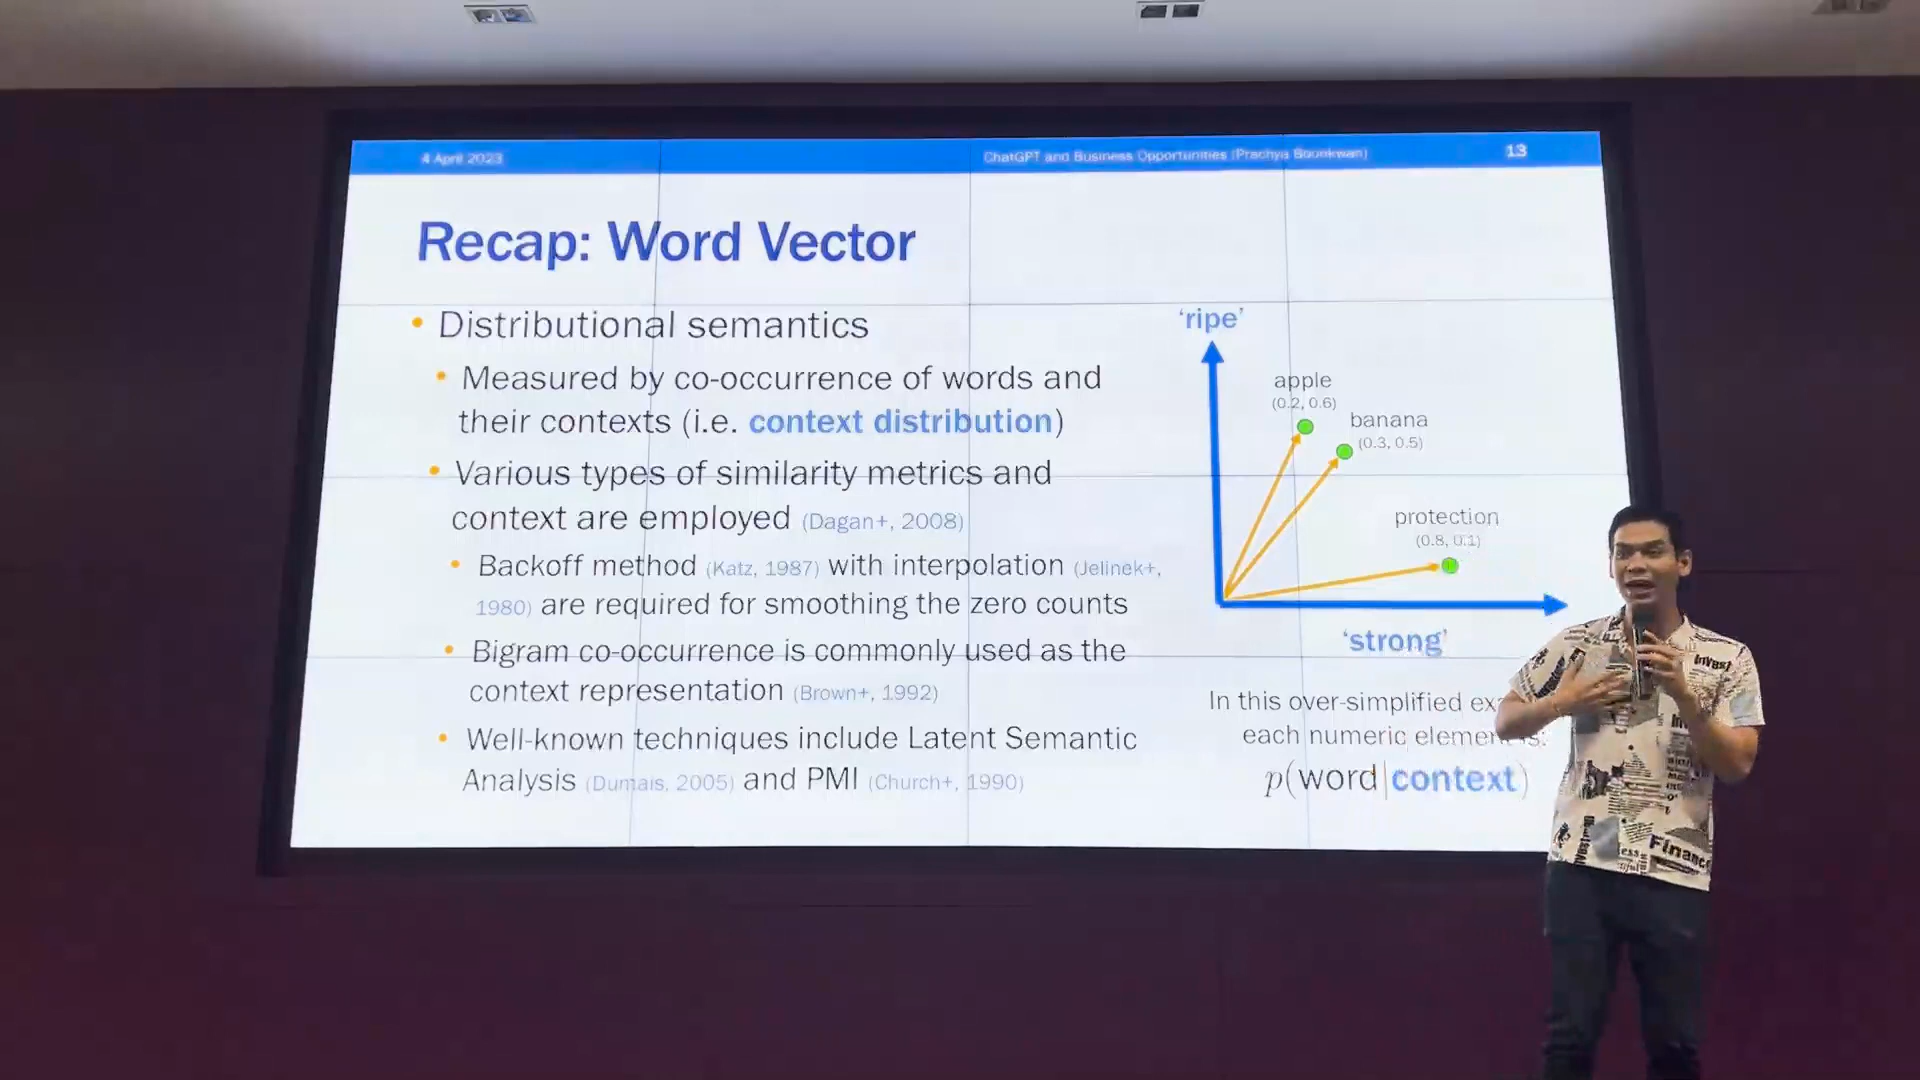 4 April 2023
ChatGPT and Business Opportunities (Prachya Boonkwan)
13
Recap: Word Vector
• Distributional semantics
• Measured by co-occurrence of words and
their contexts (i.e. context distribution)
• Various types of similarity metrics and
context are employed (Dagan+, 2008)
• Backoff method (Katz, 1987) with interpolation (Jelinek+,
1980) are required for smoothing the zero counts
• Bigram co-occurrence is commonly used as the
context representation (Brown+, 1992)
• Well-known techniques include Latent Semantic
Analysis (Dumais, 2005) and PMI (Church+, 1990)
‘ripe’
apple
(0.2, 0.6)
banana
(0.3, 0.5)
protection
(0.8, 0.1)
‘strong’
In this over-simplified
each numeric element is:
p(word|context)
Invest
Finance